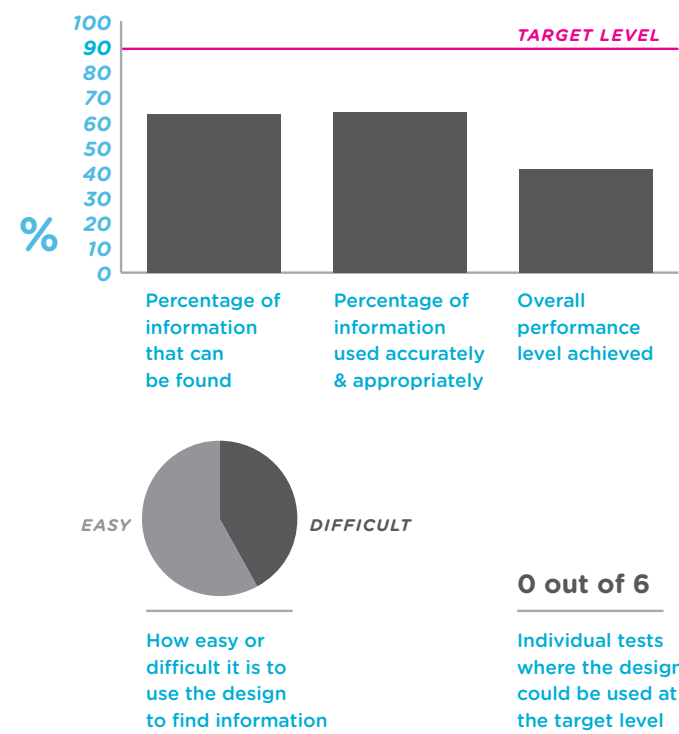 100
90
80
70
60
50
40
30
20
10
0
%
TARGET LEVEL
Percentage of
information
that can
be found
Percentage of
information
used accurately
& appropriately
Overall
performance
level achieved
EASY
DIFFICULT
How easy or
difficult it is to
use the design
to find information
0 out of 6
Individual tests
where the design
could be used at
the target level